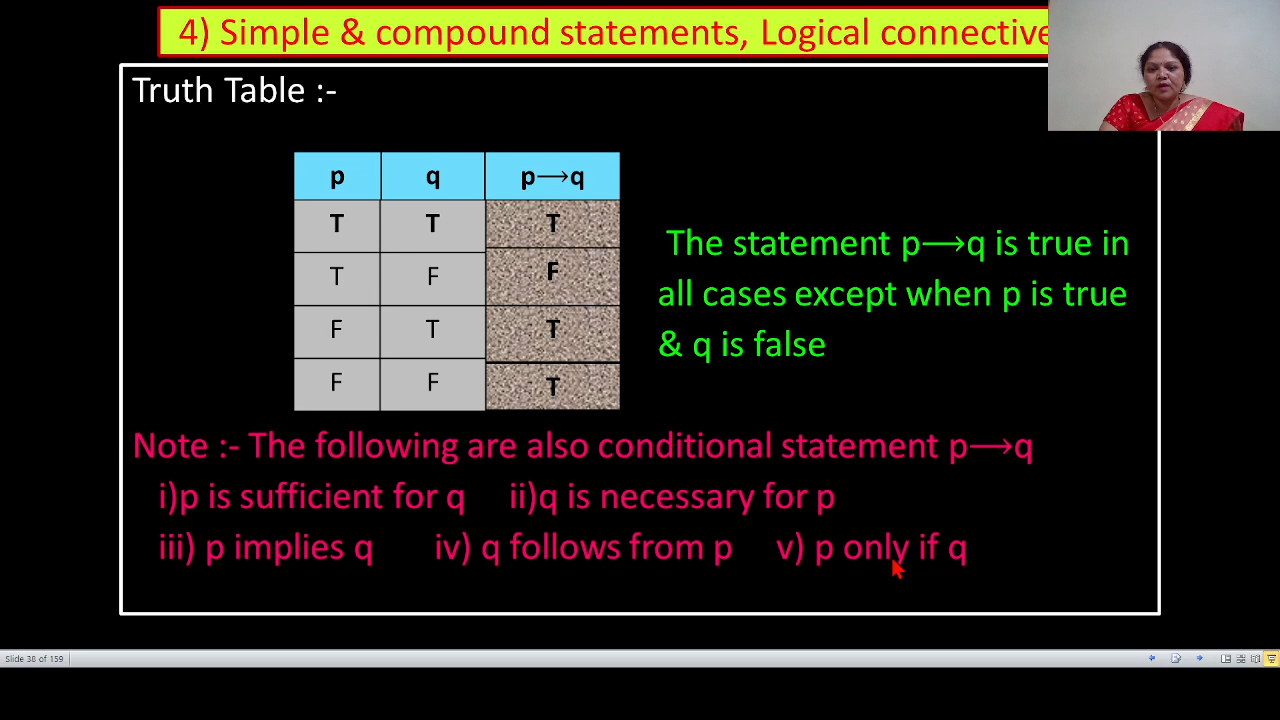 4) Simple & compound statements, Logical connective
Truth Table :-
p q p⟶q
T T T
T F F
F T T
F F T
The statement p⟶q is true in
all cases except when p is true
& q is false
Note :- The following are also conditional statement p⟶q
i)p is sufficient for q ii)q is necessary for p
iii) p implies q iv) q follows from p v) p only if q
Slide 38 of 159